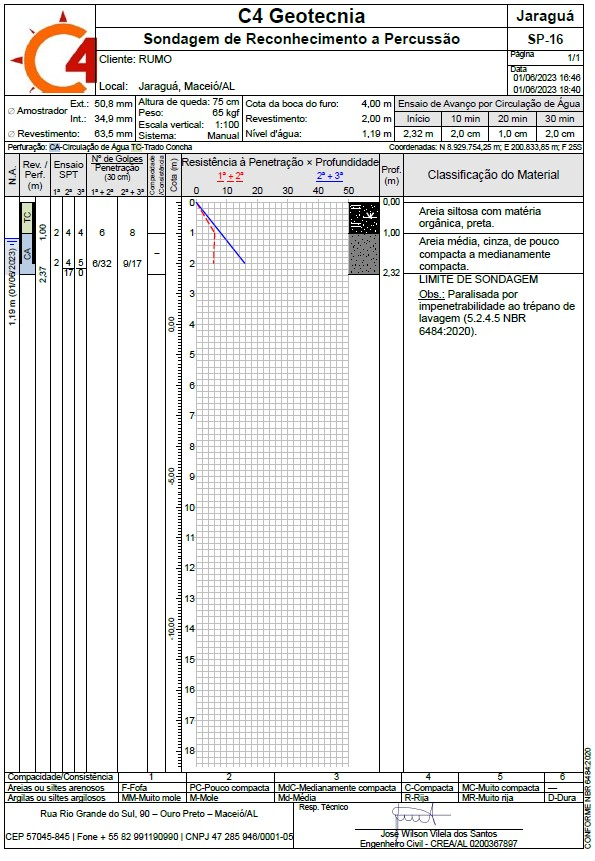 C4 Geotecnia
Jaraguá
Sondagem de Reconhecimento a Percussão
SP-16
C4
Cliente: RUMO
Local: Jaraguá, Maceió/AL
Página
1/1
Data
01/06/2023 16:46
01/06/2023 18:40
Ø Amostrador Ext.: 50,8 mm
Int.: 34,9 mm
Ø Revestimento: 63,5 mm
Altura de queda: 75 cm
Peso: 65 kgf
Escala vertical: 1:100
Sistema: Manual
Cota da boca do furo: 4,00 m
Revestimento: 2,00 m
Nível d'água: 1,19 m
Ensaio de Avanço por Circulação de Água
Início 10 min 20 min 30 min
2,32 m 2,0 cm 1,0 cm 2,0 cm
Perfuração: CA-Circulação de Água TC-Trado Concha
Coordenadas: N 8.929.754,25 m; E 200.833,85 m; F 25S
N.A.
Rev. / Perf. (m)
Ensaio SPT
1ª 2ª 3ª
Nº de Golpes
Penetração
(30 cm)
1ª + 2ª 2ª + 3ª
Compacidade /Consistência
Cota (m)
Resistência à Penetração × Profundidade
1ª + 2ª 2ª + 3ª
0 10 20 30 40 50
Prof. (m)
Classificação do Material
TC
1,00
CA
2,37
1,19 m (01/06/2023)
2 4 4 6 8
2 4 5 6/32 9/17
17 0
–
0,00
-5,00
-10,00
0
1
2
3
4
5
6
7
8
9
10
11
12
13
14
15
16
17
18
0,00
1,00
2,32
Areia siltosa com matéria
orgânica, preta.
Areia média, cinza, de pouco
compacta a medianamente
compacta.
LIMITE DE SONDAGEM
Obs.: Paralisada por
impenetrabilidade ao trépano de
lavagem (5.2.4.5 NBR
6484:2020).
Compacidade/Consistência 1 2 3 4 5 6
Areias ou siltes arenosos F-Fofa PC-Pouco compacta MdC-Medianamente compacta C-Compacta MC-Muito compacta —
Argilas ou siltes argilosos MM-Muito mole M-Mole Md-Média R-Rija MR-Muito rija D-Dura
Rua Rio Grande do Sul, 90 – Ouro Preto – Maceió/AL
CEP 57045-845 | Fone + 55 82 991190990 | CNPJ 47 285 946/0001-05
Resp. Técnico
José Wilson Vilela dos Santos
Engenheiro Civil - CREA/AL 0200367897
CONFORME NBR 6484:2020